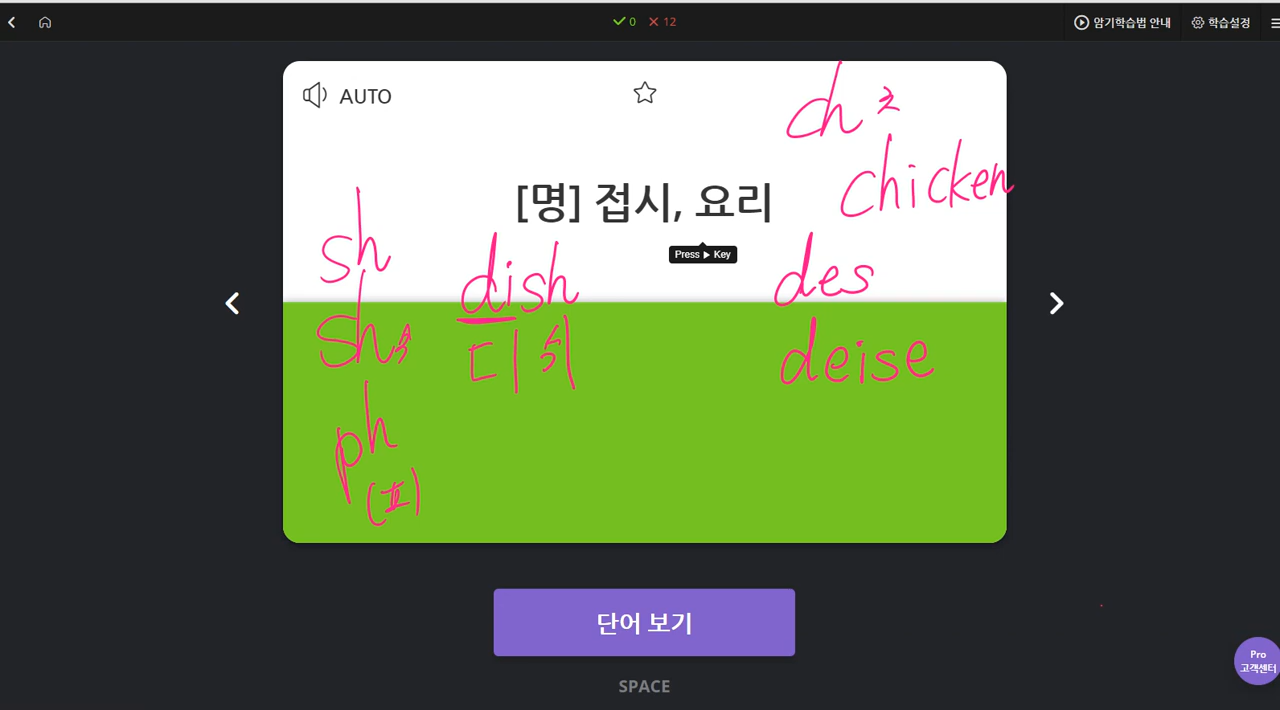 0 12 암기학습법 안내 학습설정
AUTO
ch ㅊ
chicken
[명] 접시, 요리
Press ▶ Key
sh
dish
des
sh
디쉬
deise
ph
(ㅍ)
단어 보기
SPACE
Pro
고객센터